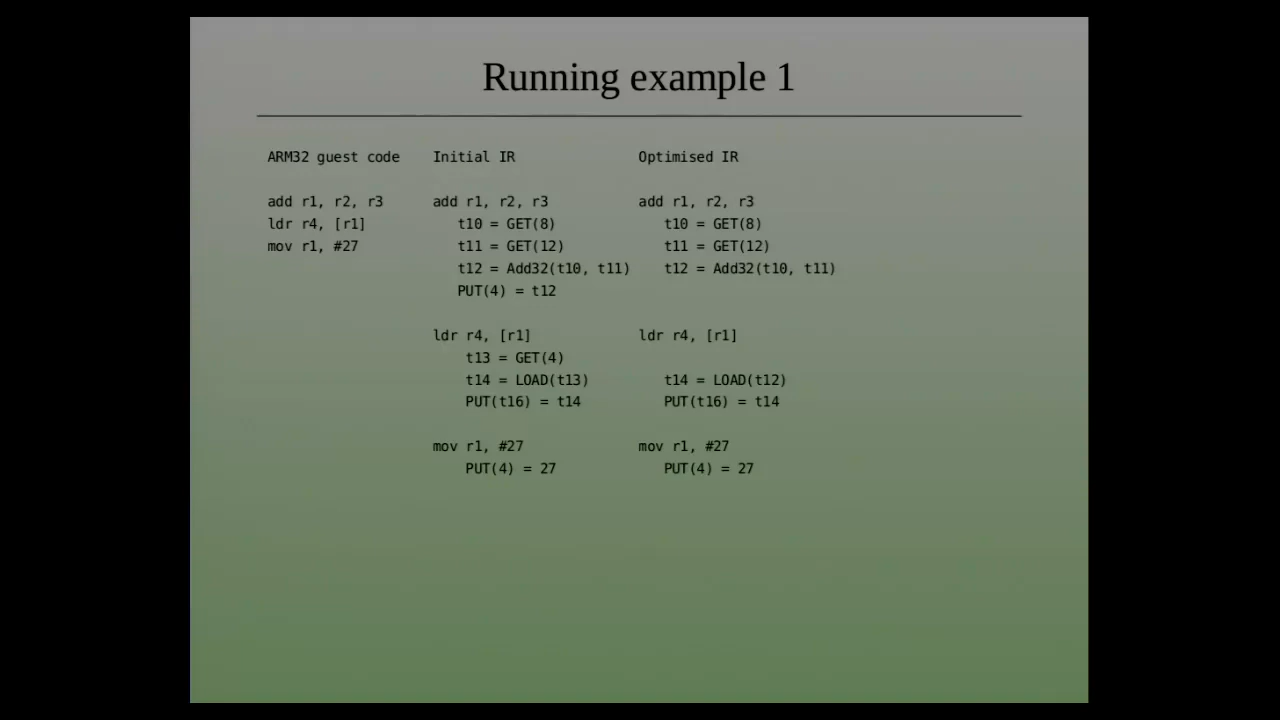 Running example 1
ARM32 guest code    Initial IR               Optimised IR
add r1, r2, r3      add r1, r2, r3           add r1, r2, r3
ldr r4, [r1]           t10 = GET(8)             t10 = GET(8)
mov r1, #27            t11 = GET(12)            t11 = GET(12)
                       t12 = Add32(t10, t11)    t12 = Add32(t10, t11)
                       PUT(4) = t12
                    ldr r4, [r1]             ldr r4, [r1]
                        t13 = GET(4)
                        t14 = LOAD(t13)         t14 = LOAD(t12)
                        PUT(t16) = t14          PUT(t16) = t14
                    mov r1, #27              mov r1, #27
                        PUT(4) = 27             PUT(4) = 27